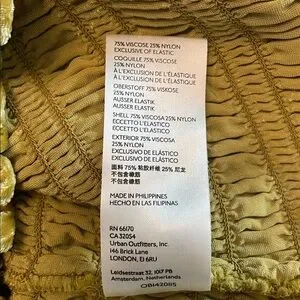 75% VISCOSE 25% NYLON
EXCLUSIVE OF ELASTIC
COQUILLE 75% VISCOSE
25% NYLON
À L'EXCLUSION DE L'ÉLASTIQUE
À L'EXCLUSION DE L'ÉLASTIQUE
OBERSTOFF 75% VISKOSE
25% NYLON
AUSSER ELASTIK
AUSSER ELASTIK
SHELL 75% VISCOSA 25% NYLON
ECCETTO L'ELASTICO
ECCETTO L'ELASTICO
EXTERIOR 75% VISCOSA
25% NYLON
EXCLUSIVO DE ELÁSTICO
EXCLUSIVO DE ELÁSTICO
面料 75% 粘胶纤维 25% 尼龙
不包含橡筋
不包含橡筋
MADE IN PHILIPPINES
HECHO EN LAS FILIPINAS
RN 66170
CA 32054
Urban Outfitters, Inc
146 Brick Lane
LONDON, E1 6RU
Leidsestraat 32, 1017 PB
Amsterdam, Netherlands